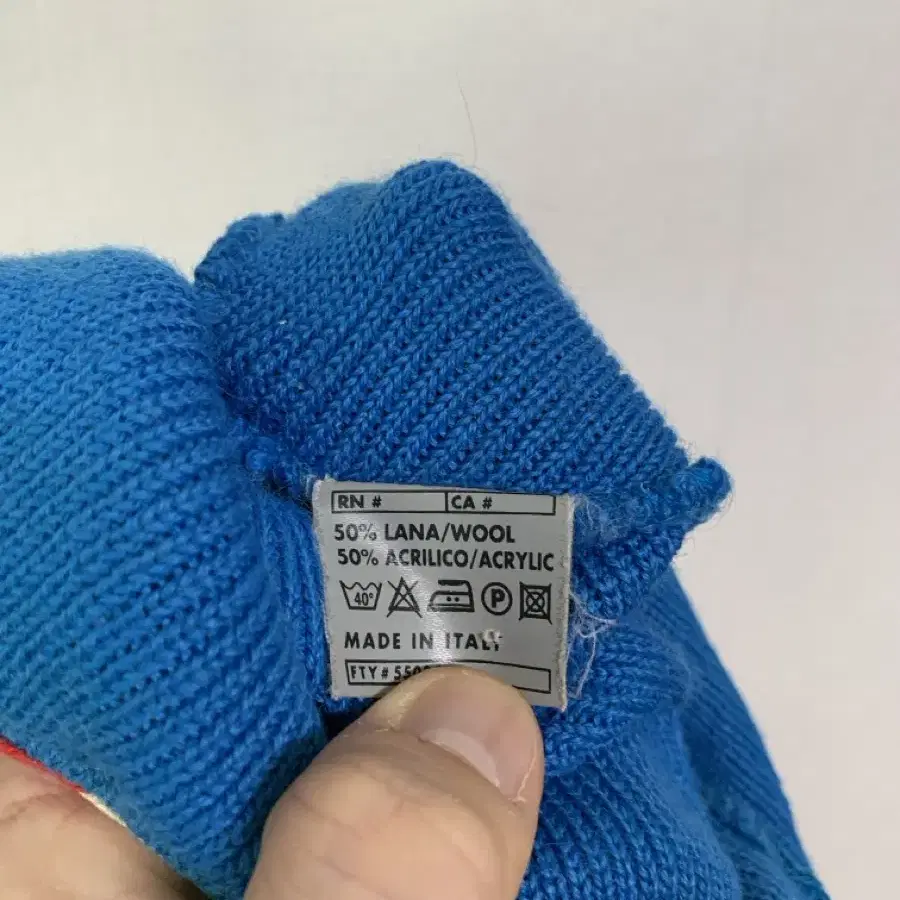 RN # CA #
50% LANA/WOOL
50% ACRILICO/ACRYLIC
40° P
MADE IN ITALY
FTY #